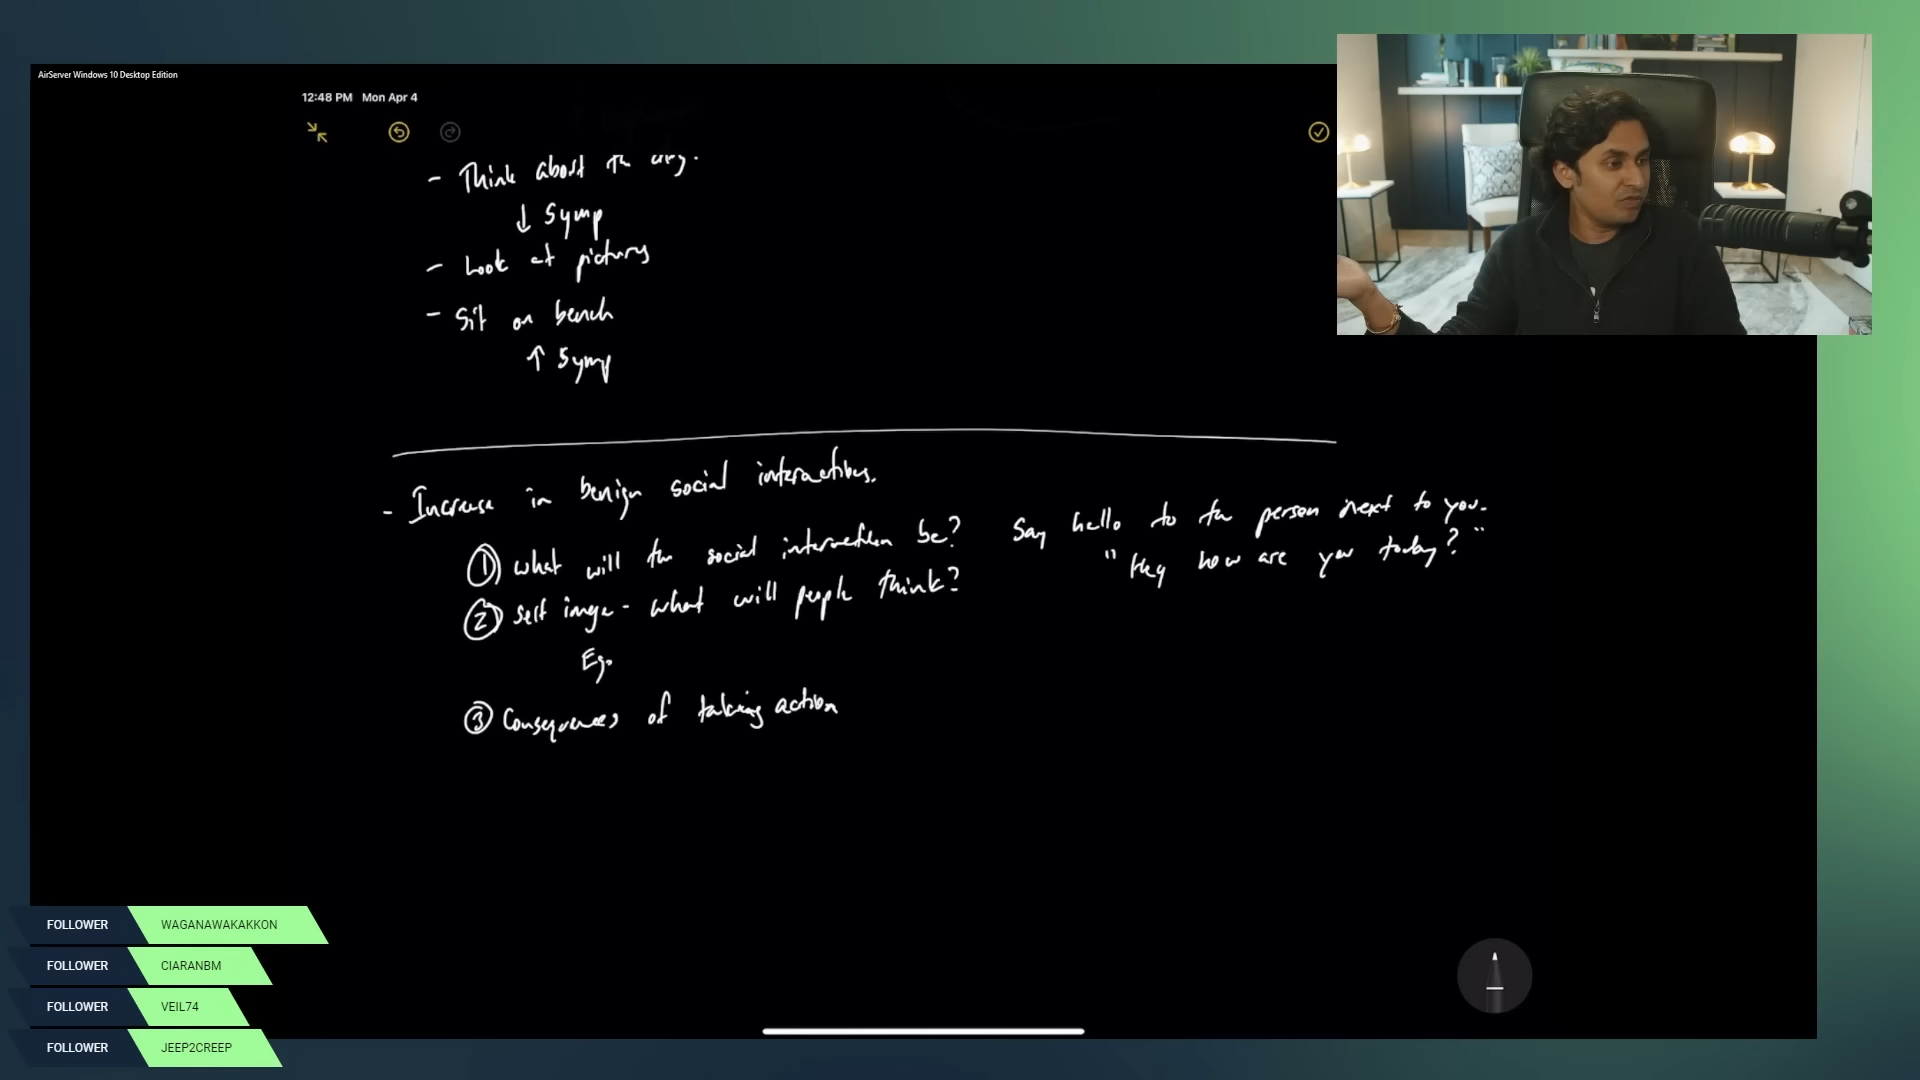 AirServer Windows 10 Desktop Edition
12:48 PM Mon Apr 4
- Think about the
↓ Symp
- Look at pictures
- Sit on bench
↑ Symp
- Increase in benign social interactions.
① what will the social interaction be? Say hello to the person next to you.
"Hey how are you today?"
② self image - what will people think?
Eg.
③ Consequences of taking action
FOLLOWER WAGANAWAKAKKON
FOLLOWER CIARANBM
FOLLOWER VEIL74
FOLLOWER JEEP2CREEP